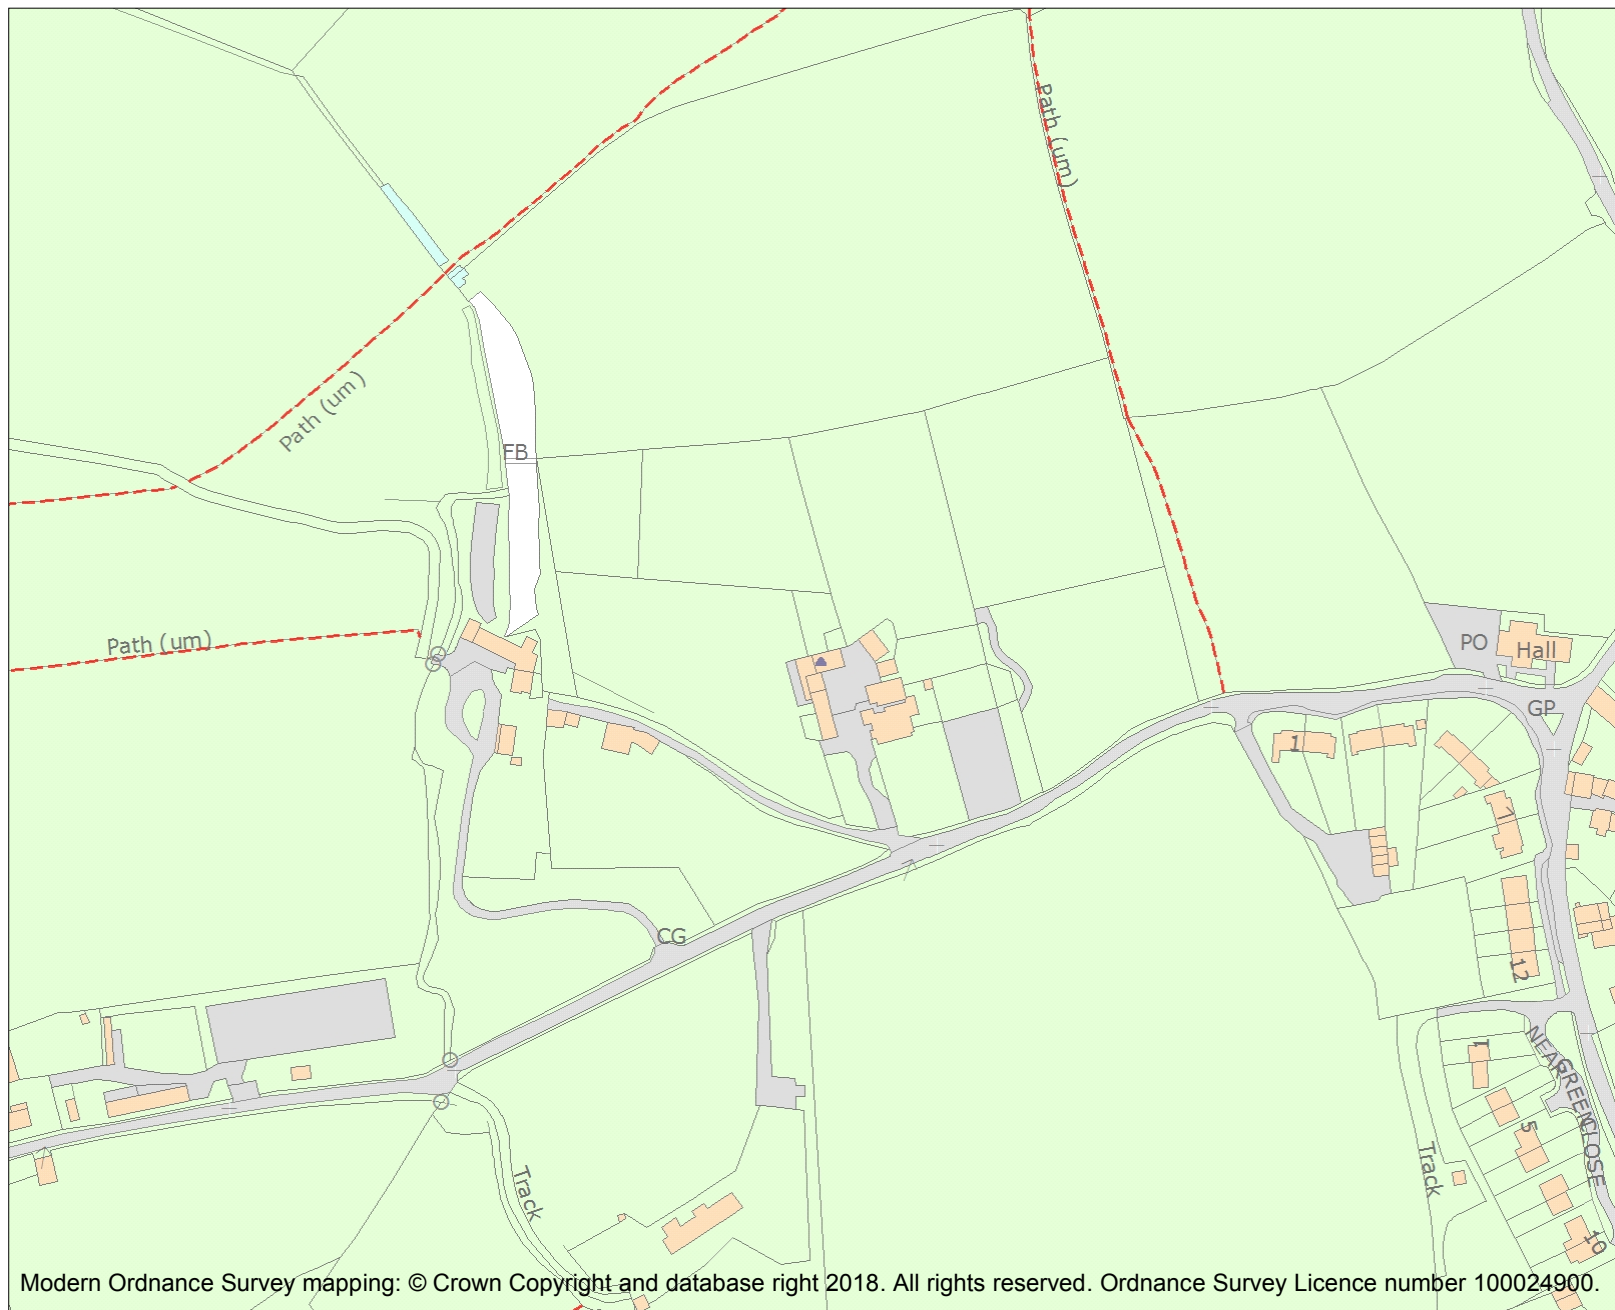 Path (um)
Path (um)
FB
Path (um)
PO
Hall
GP
1
7
CG
12
NEAR GREEN CLOSE
1
5
Track
Track
10
Modern Ordnance Survey mapping: © Crown Copyright and database right 2018. All rights reserved. Ordnance Survey Licence number 100024900.